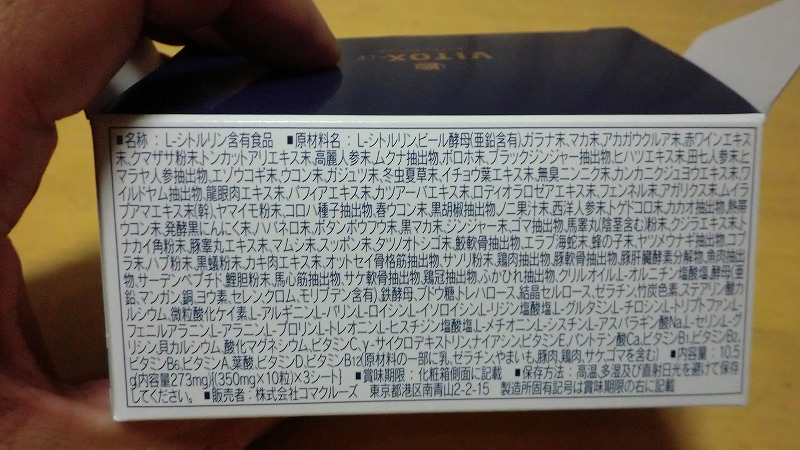 VITOX
■名称：L-シトルリン含有食品 ■原材料名：L-シトルリン,ビール酵母(亜鉛含有),ガラナ末,マカ末,アカガウクルア末,赤ワインエキス
末,クマザサ粉末,トンカットアリエキス末,高麗人参末,ムクナ抽出物,ボロホ末,ブラックジンジャー抽出物,ヒハツエキス末,田七人参末,ヒ
マラヤ人参抽出物,エゾウコギ末,ウコン末,ガジュツ末,冬虫夏草末,イチョウ葉エキス末,無臭ニンニク末,カンカニクジュヨウエキス末,ワ
イルドヤム抽出物,龍眼肉エキス末,パフィアエキス末,カツアーバエキス末,ロディオラロゼアエキス末,フェンネル末,アガリクス末,ムイラ
プアマエキス末(幹),ヤマイモ粉末,コロハ種子抽出物,春ウコン末,黒胡椒抽出物,ノニ果汁末,西洋人参末,トゲドコロ末,カカオ抽出物,熱帯
ウコン末,発酵黒にんにく末,ハバネロ末,ボタンボウフウ末,黒マカ末,ジンジャー末,ゴマ抽出物,馬睾丸(陰茎含む)粉末,クジラエキス末,ト
ナカイ角粉末,豚睾丸エキス末,マムシ末,スッポン末,タツノオトシゴ末,鮫軟骨抽出物,エラブ海蛇末,蜂の子末,ヤツメウナギ抽出物,コブ
ラ末,ハブ粉末,黒蟻粉末,カキ肉エキス末,オットセイ骨格筋抽出物,サソリ粉末,鶏肉抽出物,豚軟骨抽出物,豚肝臓酵素分解物,魚肉抽出
物,サーデンペプチド,鯉胆粉末,馬心筋抽出物,サケ軟骨抽出物,鶏冠抽出物,ふかひれ抽出物,クリルオイル,L-オルニチン塩酸塩,酵母(亜
鉛,マンガン,銅,ヨウ素,セレン,クロム,モリブデン含有),鉄酵母,ブドウ糖,トレハロース,結晶セルロース,ゼラチン,竹炭色素,ステアリン酸カ
ルシウム,微粒酸化ケイ素,L-アルギニン,L-バリン,L-ロイシン,L-イソロイシン,L-リジン塩酸塩,L-グルタミン,L-チロシン,L-トリプトファン,L-
フェニルアラニン,L-アラニン,L-プロリン,L-トレオニン,L-ヒスチジン塩酸塩,L-メチオニン,L-シスチン,L-アスパラギン酸Na,L-セリン,L-グ
リシン,貝カルシウム,酸化マグネシウム,ビタミンC,γ-サイクロデキストリン,ナイアシン,ビタミンE,パントテン酸Ca,ビタミンB1,ビタミンB2,
ビタミンB6,ビタミンA,葉酸,ビタミンD,ビタミンB12(原材料の一部に乳,ゼラチン,やまいも,豚肉,鶏肉,サケ,ゴマを含む) ■内容量：10.5
g(内容量273mg){(350mg×10粒)×3シート} ■賞味期限：化粧箱側面に記載 ■保存方法：高温,多湿及び直射日光を避けて保存
してください。 ■販売者：株式会社コマクルーズ 東京都港区南青山2-2-15 製造所固有記号は賞味期限の右に記載